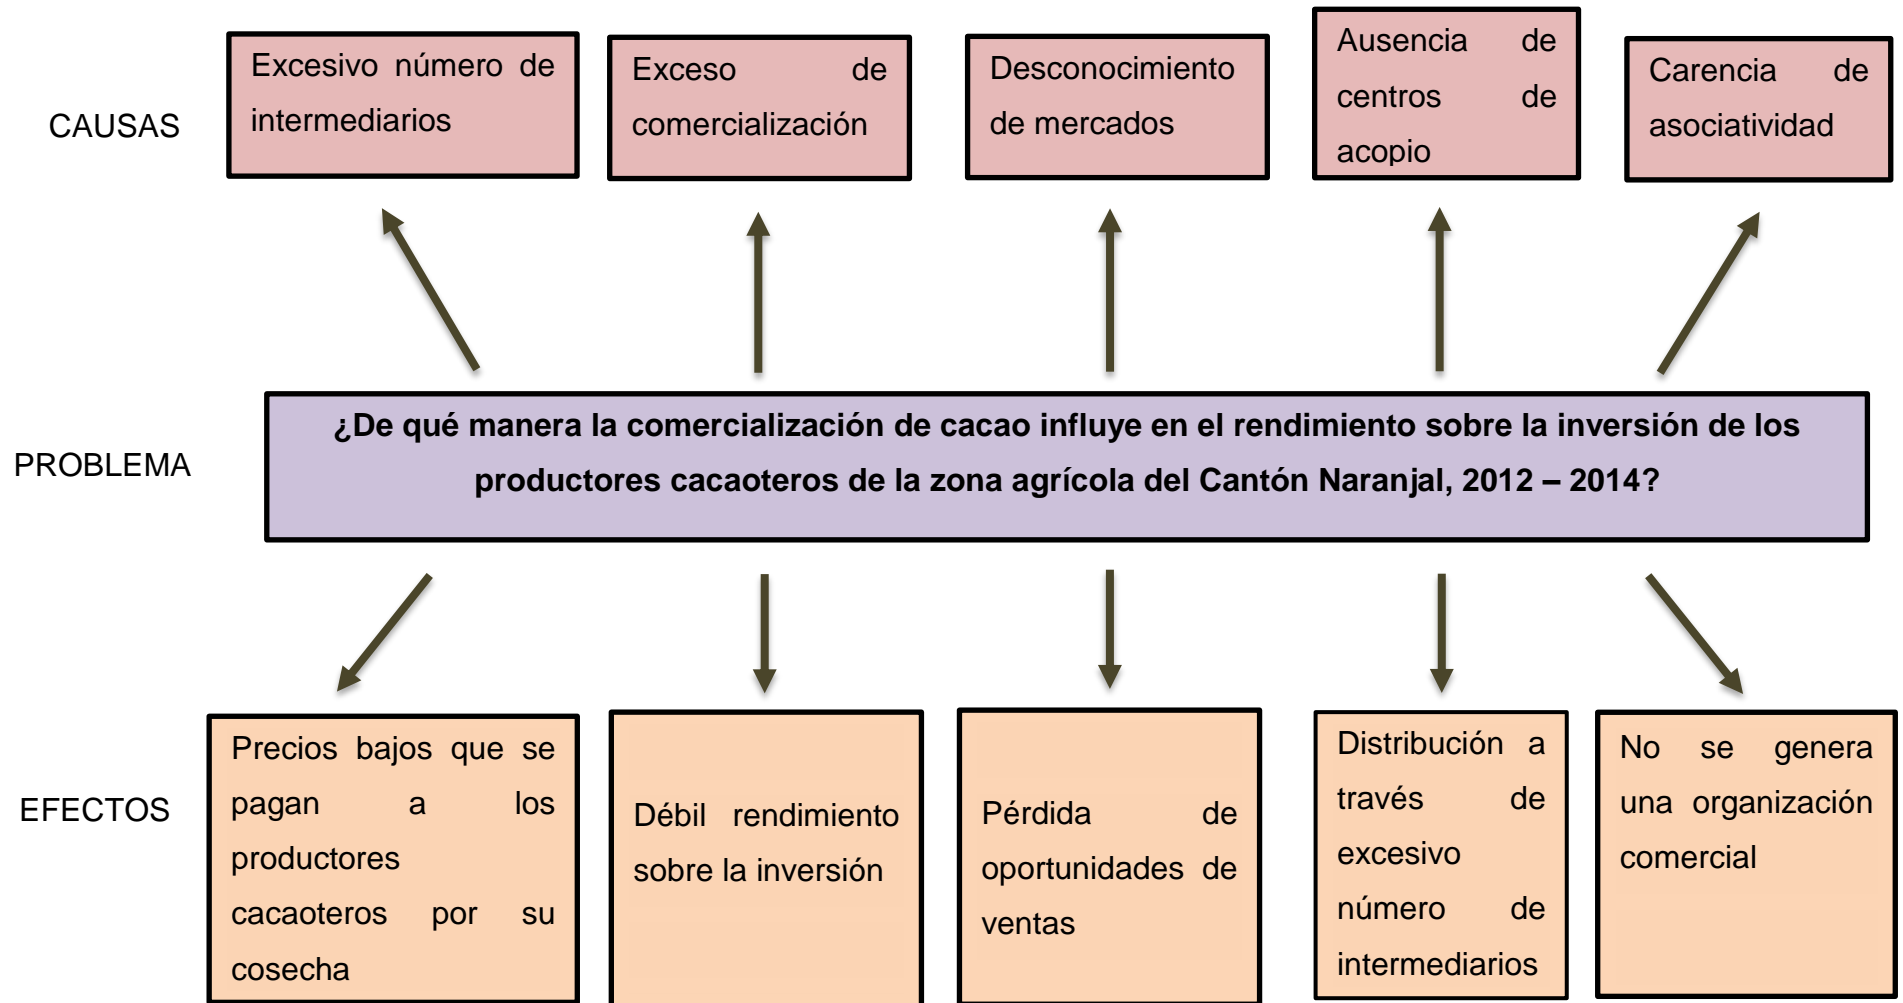 CAUSAS
Excesivo número de
intermediarios
Exceso de
comercialización
Desconocimiento
de mercados
Ausencia de
centros de
acopio
Carencia de
asociatividad
PROBLEMA
¿De qué manera la comercialización de cacao influye en el rendimiento sobre la inversión de los
productores cacaoteros de la zona agrícola del Cantón Naranjal, 2012 – 2014?
EFECTOS
Precios bajos que se
pagan a los
productores
cacaoteros por su
cosecha
Débil rendimiento
sobre la inversión
Pérdida de
oportunidades de
ventas
Distribución a
través de
excesivo
número de
intermediarios
No se genera
una organización
comercial